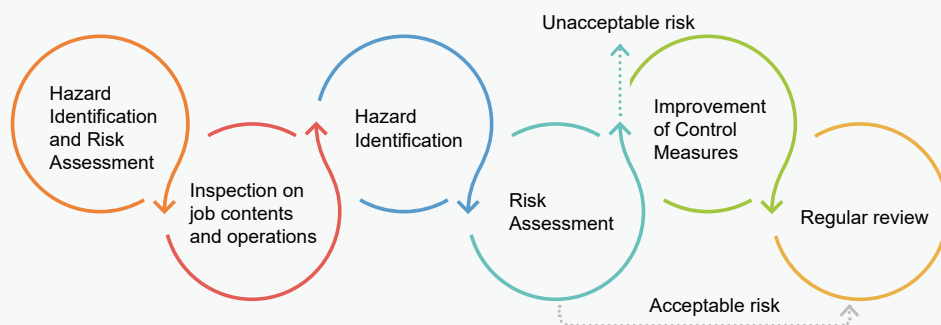 Unacceptable risk
Hazard
Identification
and Risk
Assessment
Inspection on
job contents
and operations
Hazard
Identification
Risk
Assessment
Improvement
of Control
Measures
Regular review
Acceptable risk